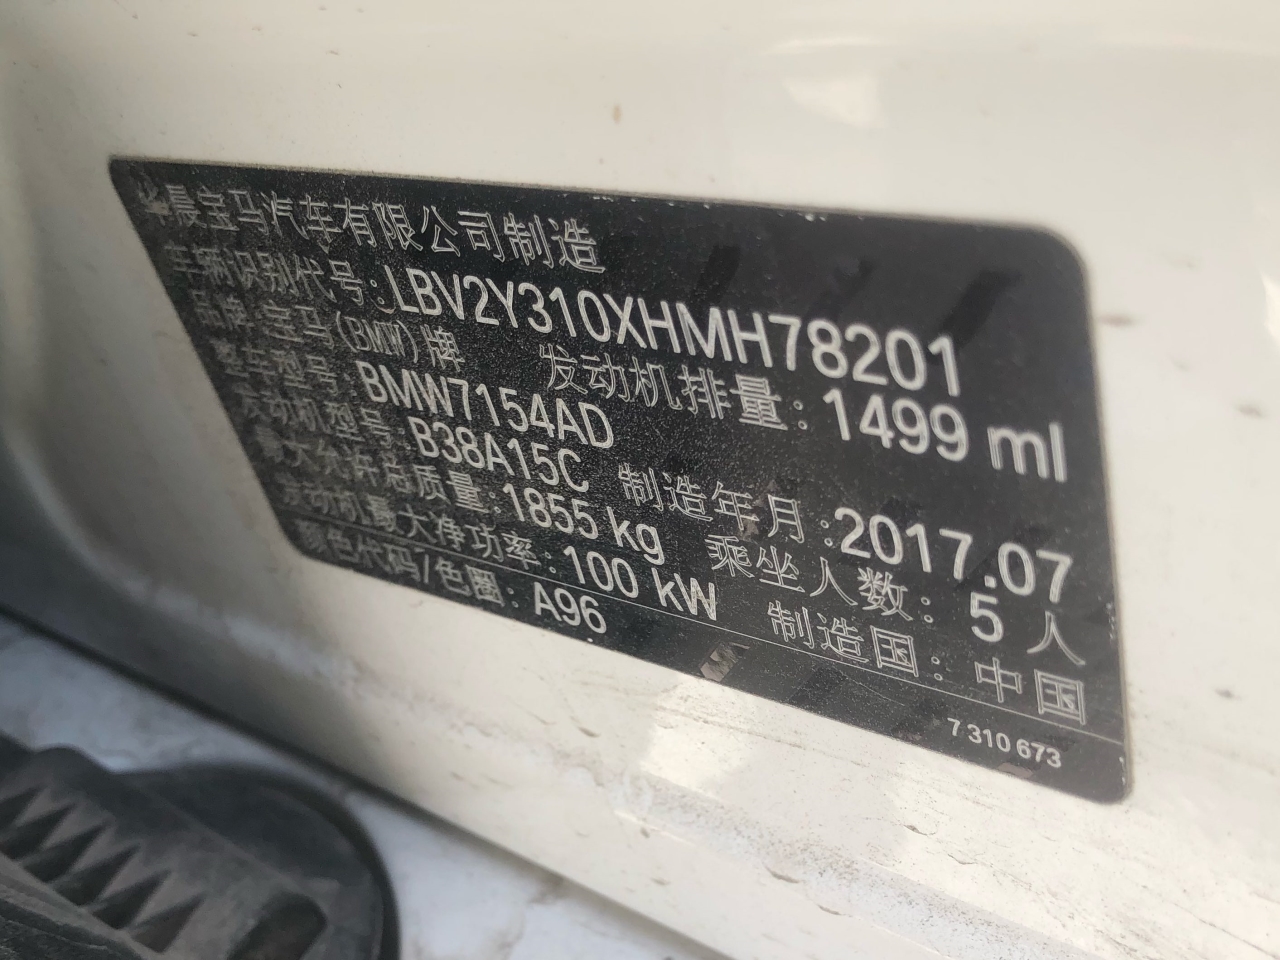 华晨宝马汽车有限公司制造
车辆识别代号:LBV2Y310XHMH78201
品牌:宝马(BMW)牌 发动机排量:1499 ml
整车型号:BMW7154AD
发动机型号:B38A15C 制造年月:2017.07
最大允许总质量:1855 kg 乘坐人数:5 人
发动机最大净功率:100 kW 制造国:中国
颜色代码/色圈:A96
7 310 673